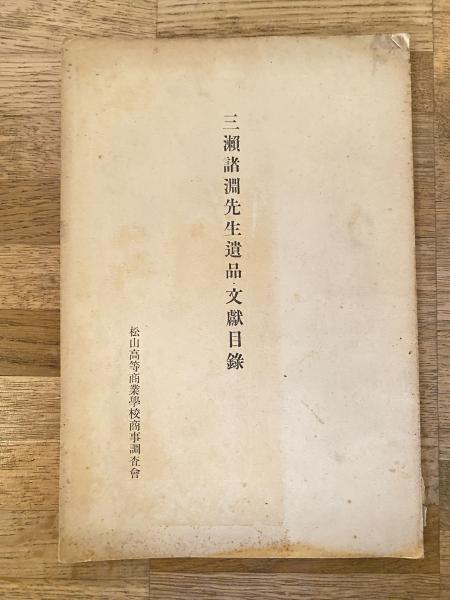 三瀨諸淵先生遺品・文獻目錄
松山高等商業學校商事調査會